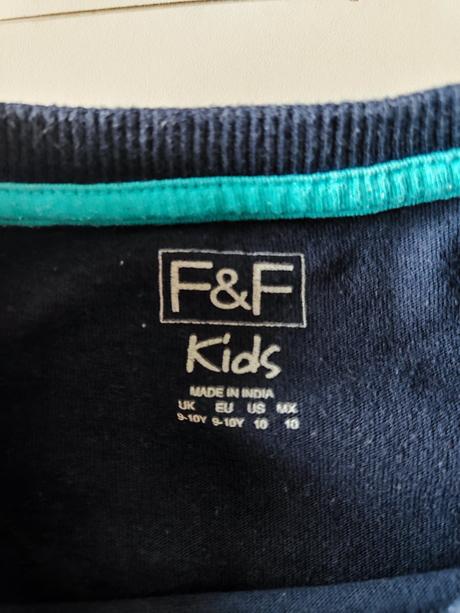 F&F
Kids
MADE IN INDIA
UK EU US MX
9-10Y 9-10Y 10 10